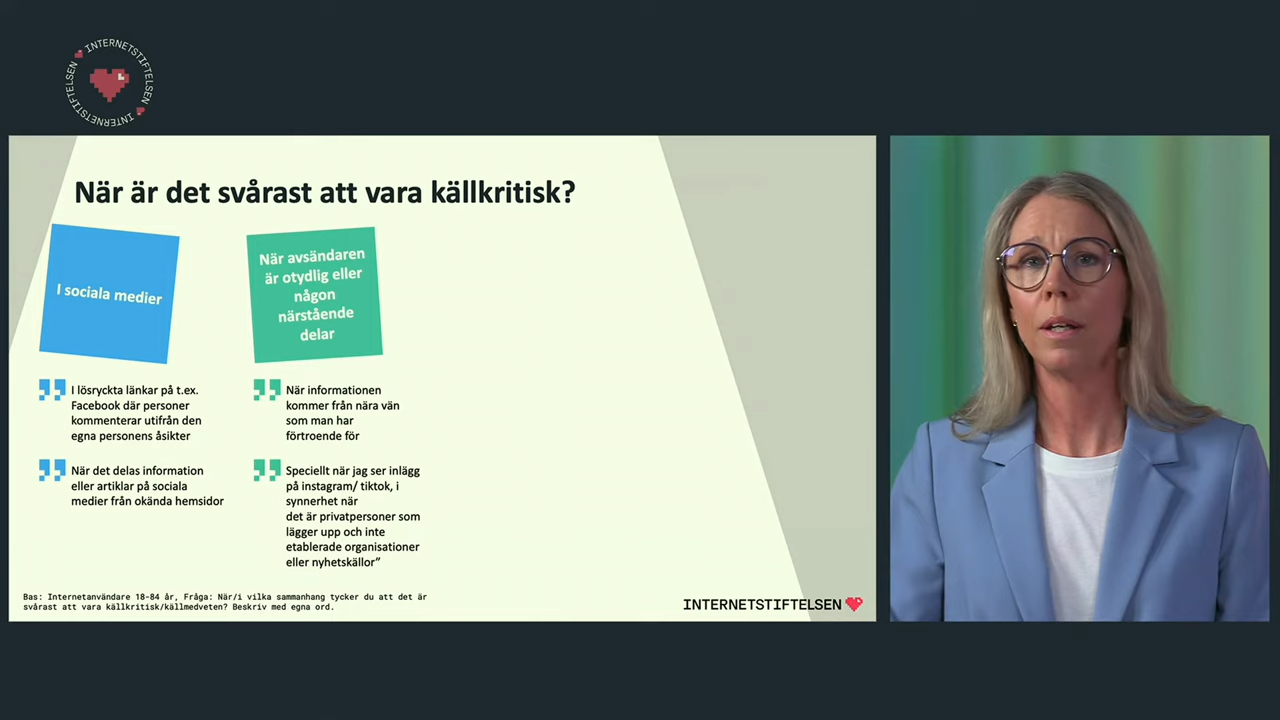 INTERNETSTIFTELSEN
INTERNETSTIFTELSEN
När är det svårast att vara källkritisk?
I sociala medier
När avsändaren
är otydlig eller
någon
närstående
delar
I lösryckta länkar på t.ex.
Facebook där personer
kommenterar utifrån den
egna personens åsikter
När det delas information
eller artiklar på sociala
medier från okända hemsidor
När informationen
kommer från nära vän
som man har
förtroende för
Speciellt när jag ser inlägg
på instagram/ tiktok, i
synnerhet när
det är privatpersoner som
lägger upp och inte
etablerade organisationer
eller nyhetskällor”
Bas: Internetanvändare 18-84 år, Fråga: När/i vilka sammanhang tycker du att det är
svårast att vara källkritisk/källmedveten? Beskriv med egna ord.
INTERNETSTIFTELSEN